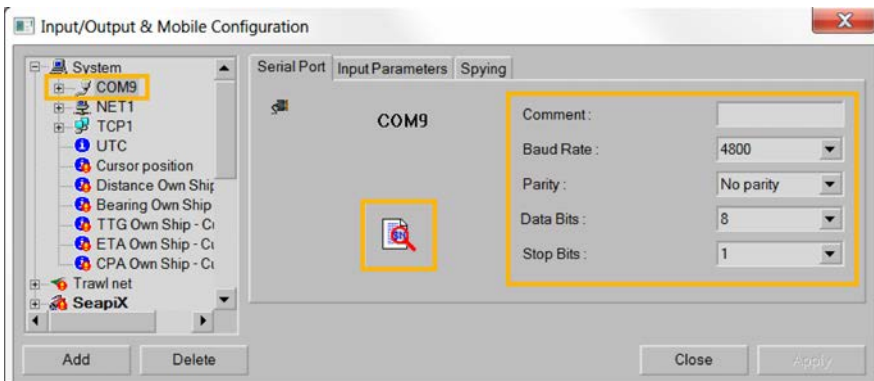 Input/Output & Mobile Configuration
System
COM9
NET1
TCP1
UTC
Cursor position
Distance Own Ship
Bearing Own Ship
TTG Own Ship - Cu
ETA Own Ship - Cu
CPA Own Ship - Cu
Trawl net
SeapiX
Add
Delete
Serial Port
Input Parameters
Spying
COM9
Comment :
Baud Rate :
4800
Parity :
No parity
Data Bits :
8
Stop Bits :
1
Close
Apply